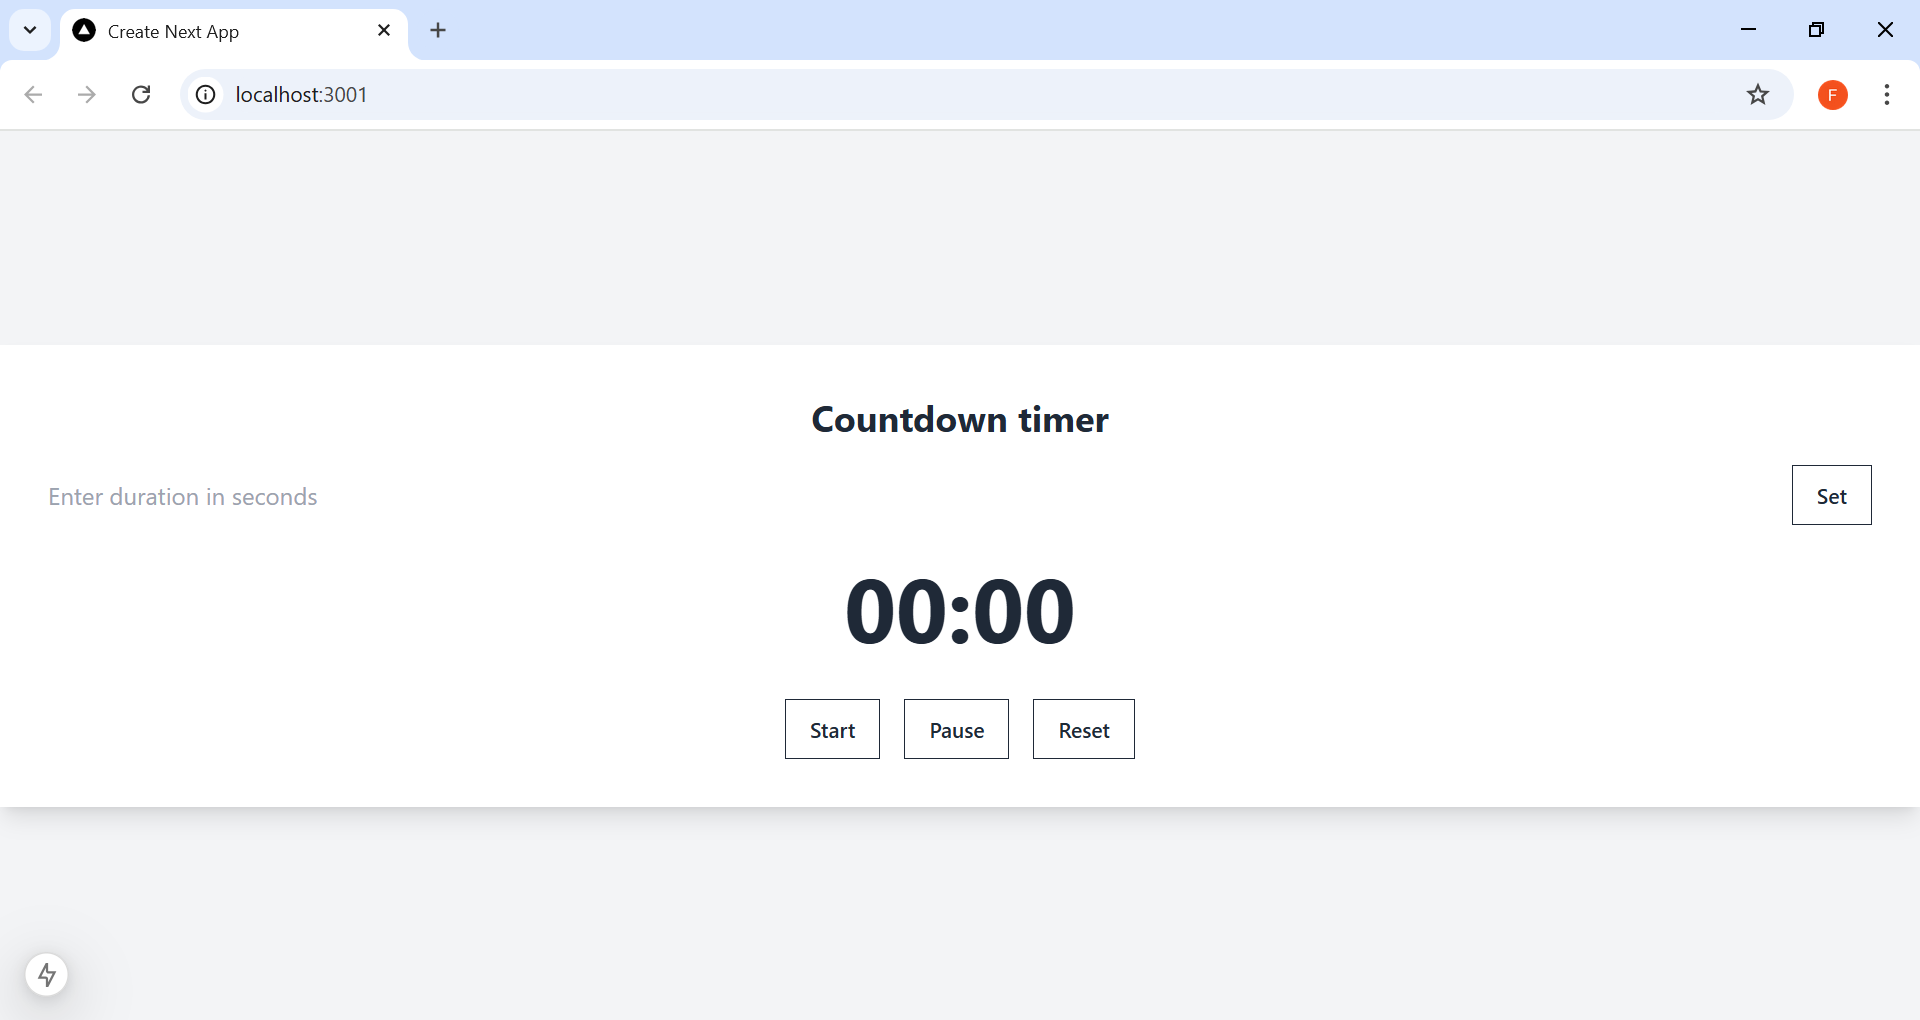 Create Next App
localhost:3001
F
Countdown timer
Enter duration in seconds
Set
00:00
Start Pause Reset